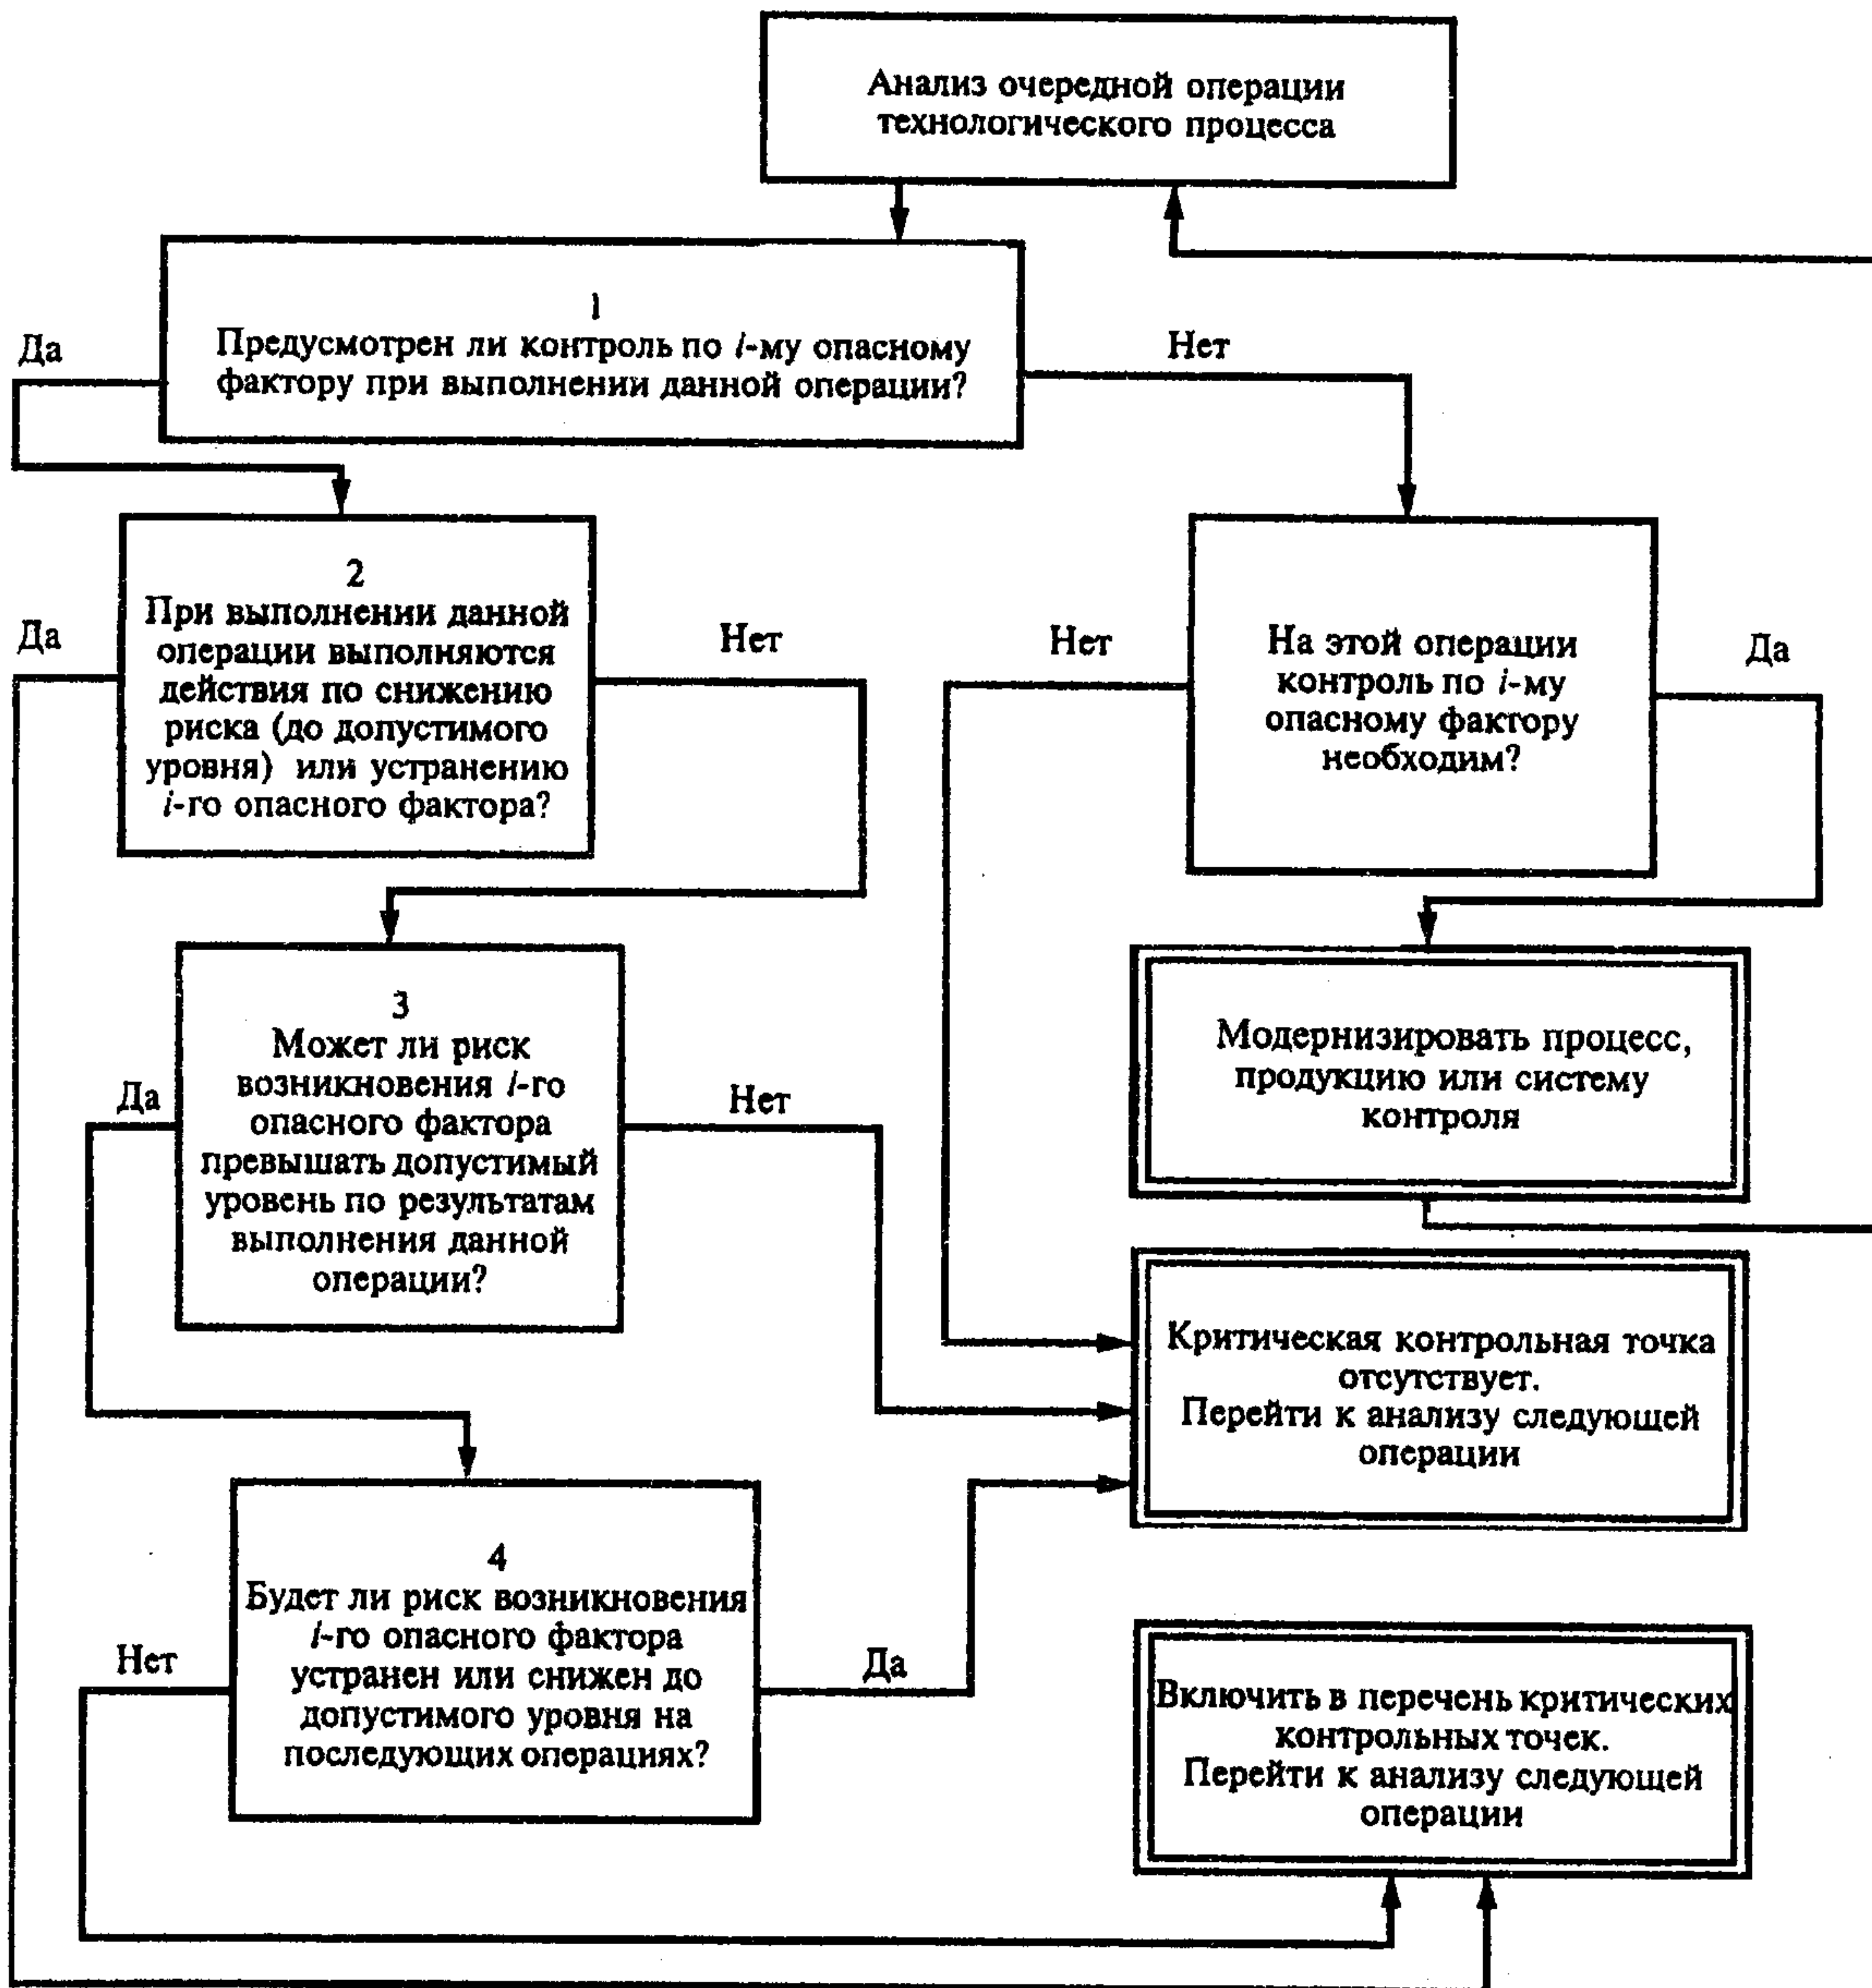 Анализ очередной операции
технологического процесса
1
Предусмотрен ли контроль по i-му опасному
фактору при выполнении данной операции?
Да
Нет
2
При выполнении данной
операции выполняются
действия по снижению
риска (до допустимого
уровня) или устранению
i-го опасного фактора?
Да
Нет
На этой операции
контроль по i-му
опасному фактору
необходим?
Нет
Да
3
Может ли риск
возникновения i-го
опасного фактора
превышать допустимый
уровень по результатам
выполнения данной
операции?
Да
Нет
Модернизировать процесс,
продукцию или систему
контроля
Критическая контрольная точка
отсутствует.
Перейти к анализу следующей
операции
4
Будет ли риск возникновения
i-го опасного фактора
устранен или снижен до
допустимого уровня на
последующих операциях?
Нет
Да
Включить в перечень критических
контрольных точек.
Перейти к анализу следующей
операции